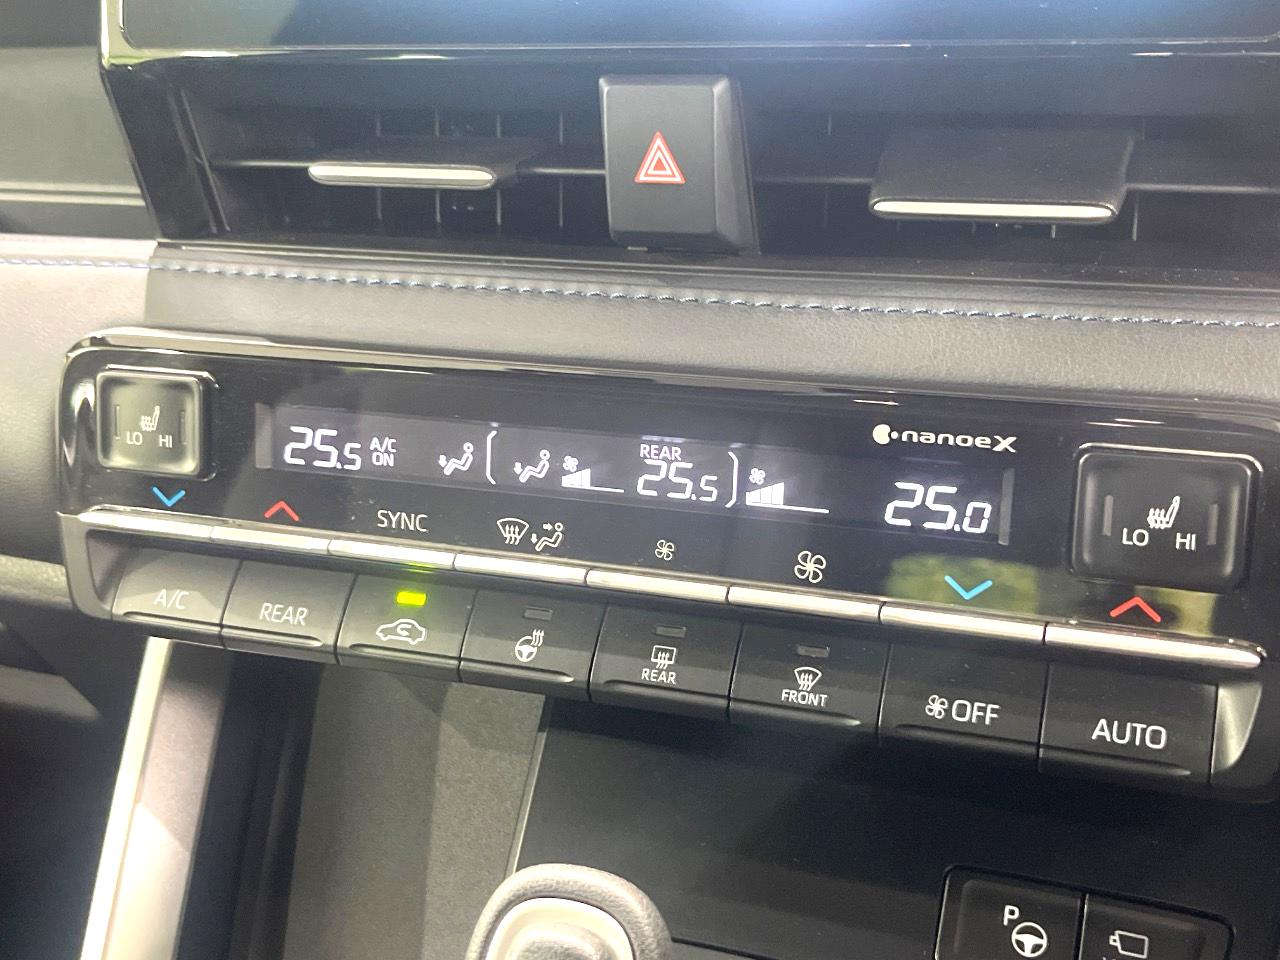 LO HI
25.5 A/C ON
REAR 25.5
nanoeX
25.0
LO HI
SYNC
A/C
REAR
REAR
FRONT
OFF
AUTO
P